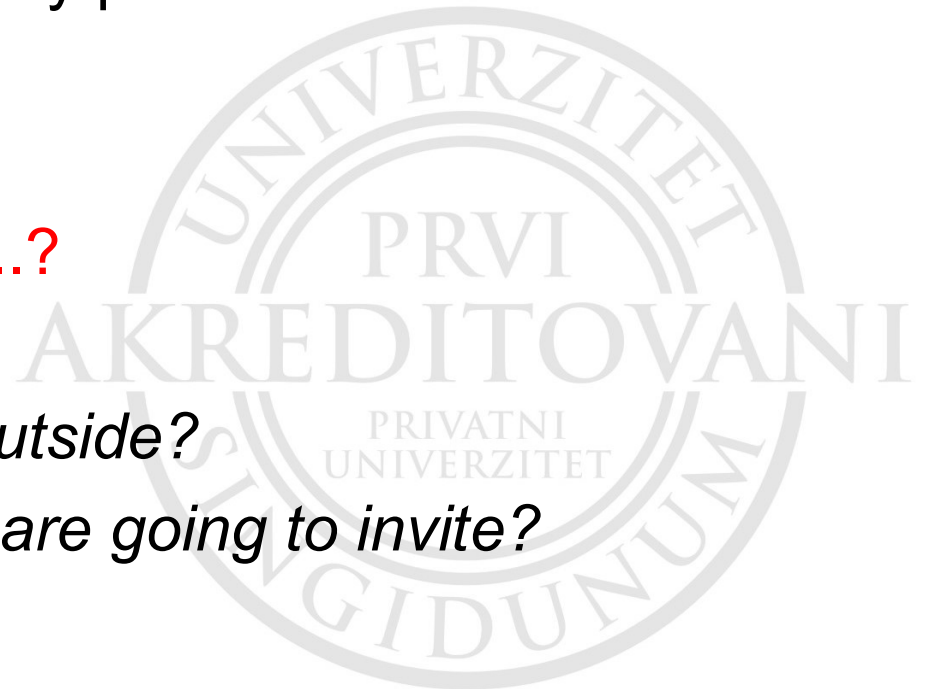 ..?
utside?
are going to invite?
UNIVERZITET
PRVI
AKREDITOVANI
PRIVATNI
UNIVERZITET
SINGIDUNUM